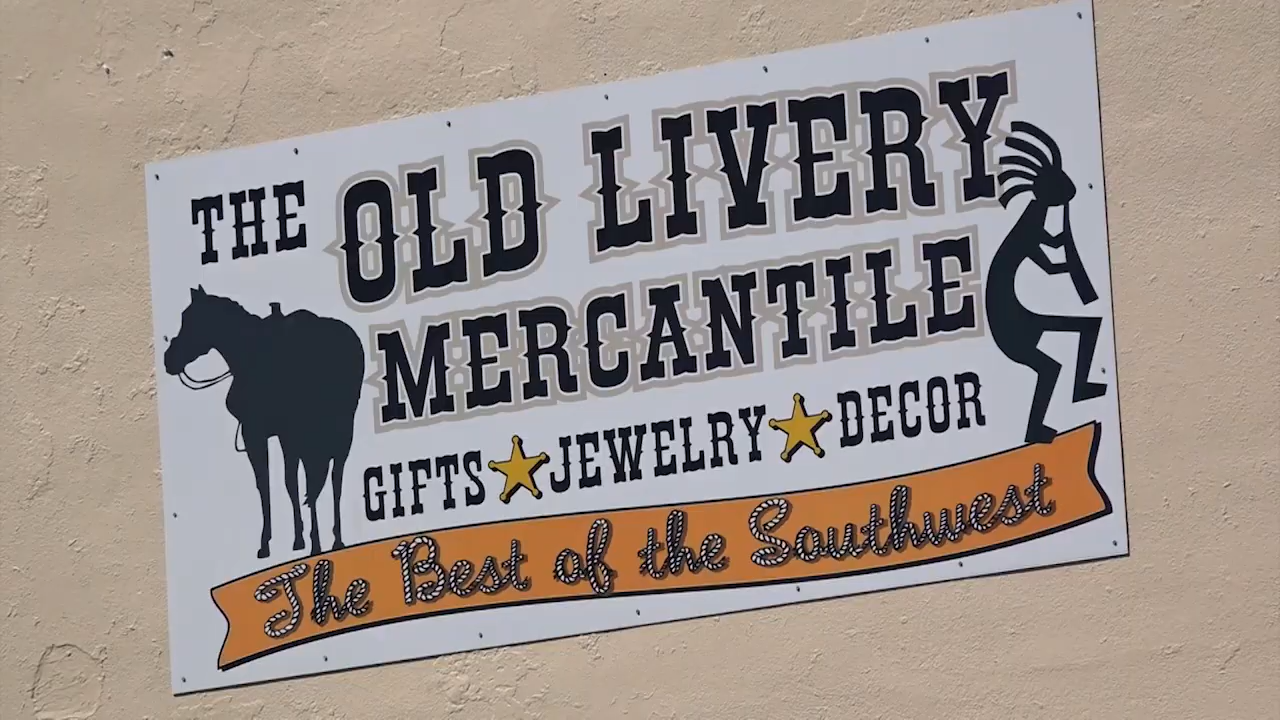 THE OLD LIVERY
MERCANTILE
GIFTS JEWELRY DECOR
The Best of the Southwest